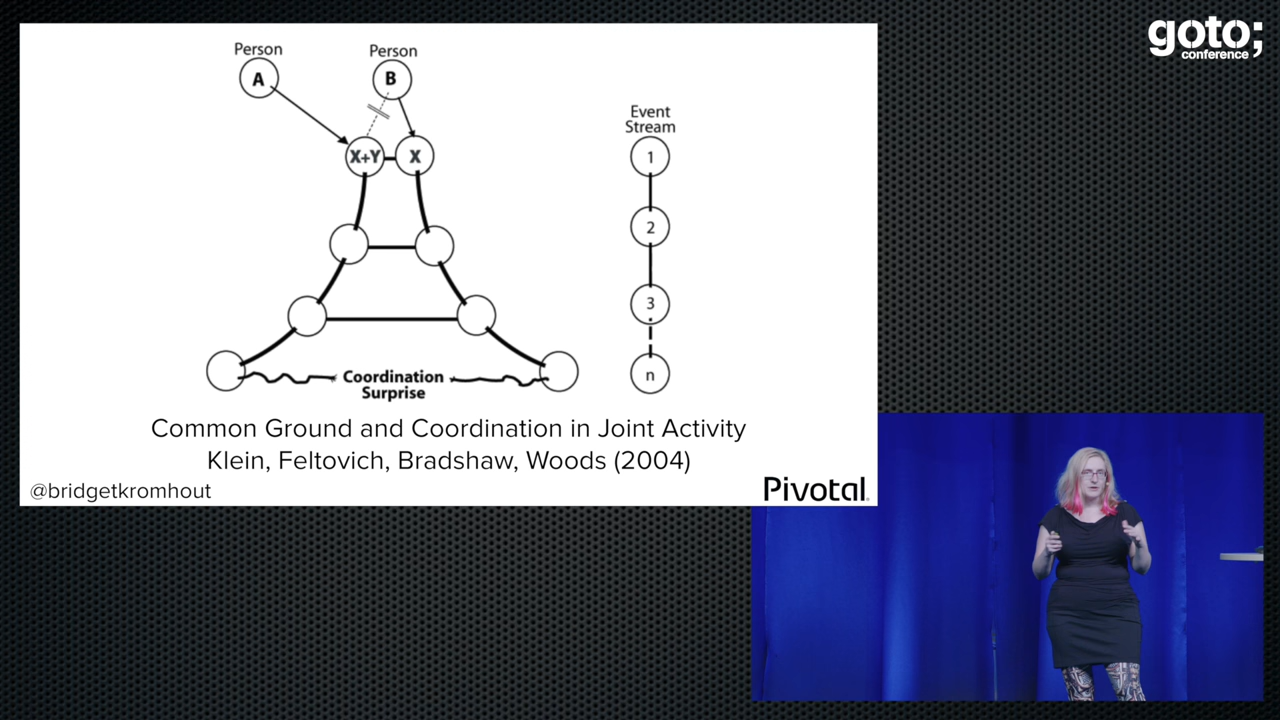 goto;
conference
Person
A
Person
B
X+Y
X
Event
Stream
1
2
3
n
Coordination
Surprise
Common Ground and Coordination in Joint Activity
Klein, Feltovich, Bradshaw, Woods (2004)
@bridgetkromhout
Pivotal.